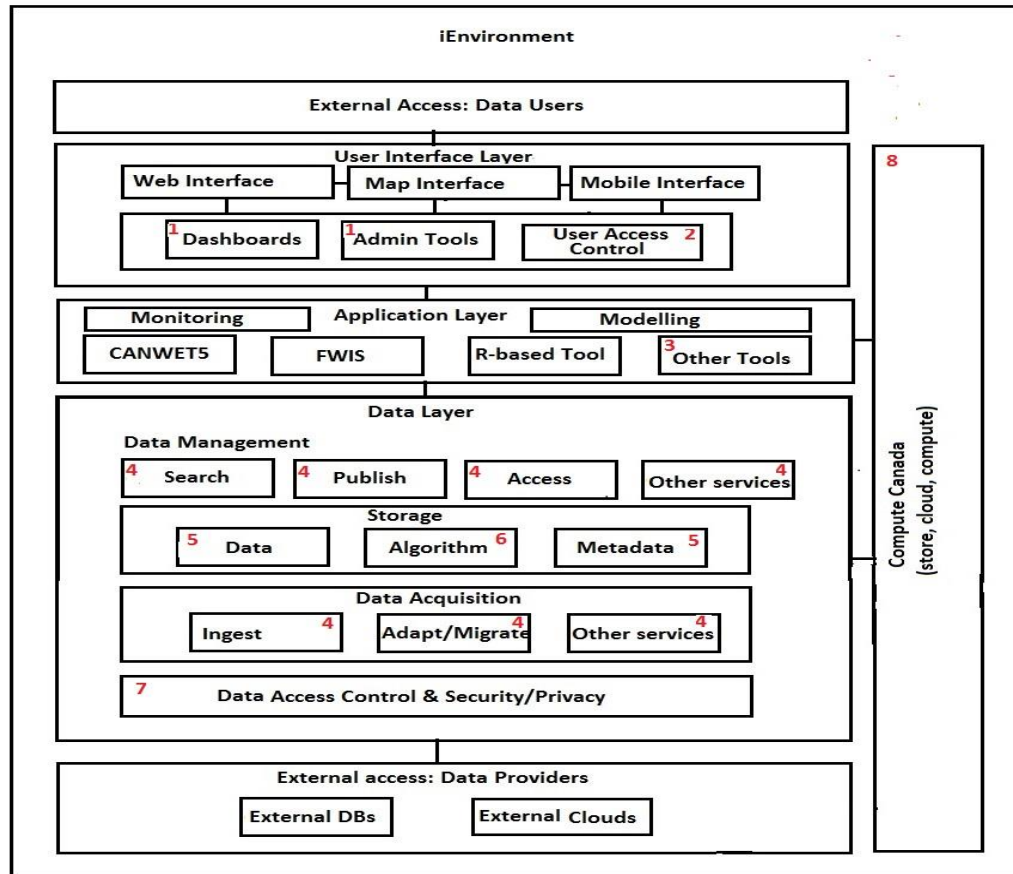 iEnvironment
External Access: Data Users
User Interface Layer
Web Interface
Map Interface
Mobile Interface
1
Dashboards
1
Admin Tools
User Access
Control
2
Application Layer
Monitoring
Modelling
CANWET5
FWIS
R-based Tool
3
Other Tools
Data Layer
Data Management
4
Search
4
Publish
4
Access
Other services
4
Storage
5
Data
Algorithm
6
Metadata
5
Data Acquisition
Ingest
4
Adapt/Migrate
4
Other services
4
7
Data Access Control & Security/Privacy
External access: Data Providers
External DBs
External Clouds
8
Compute Canada
(store, cloud, compute)